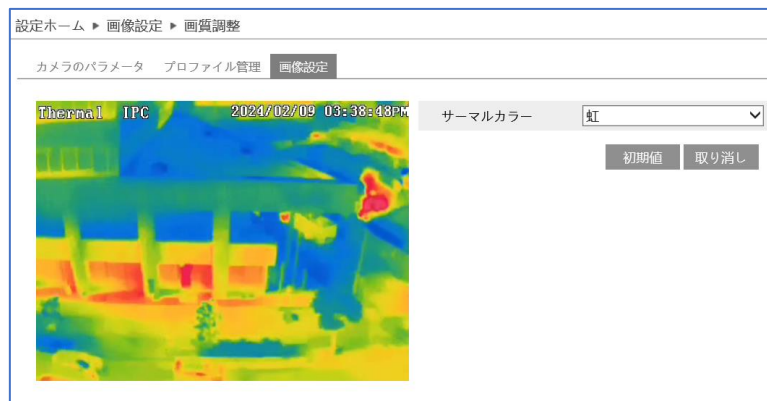 設定ホーム ▶ 画像設定 ▶ 画質調整
カメラのパラメータ プロファイル管理 画像設定
Thermal IPC 2024/02/09 03:38:48PM
サーマルカラー 虹
初期値 取り消し